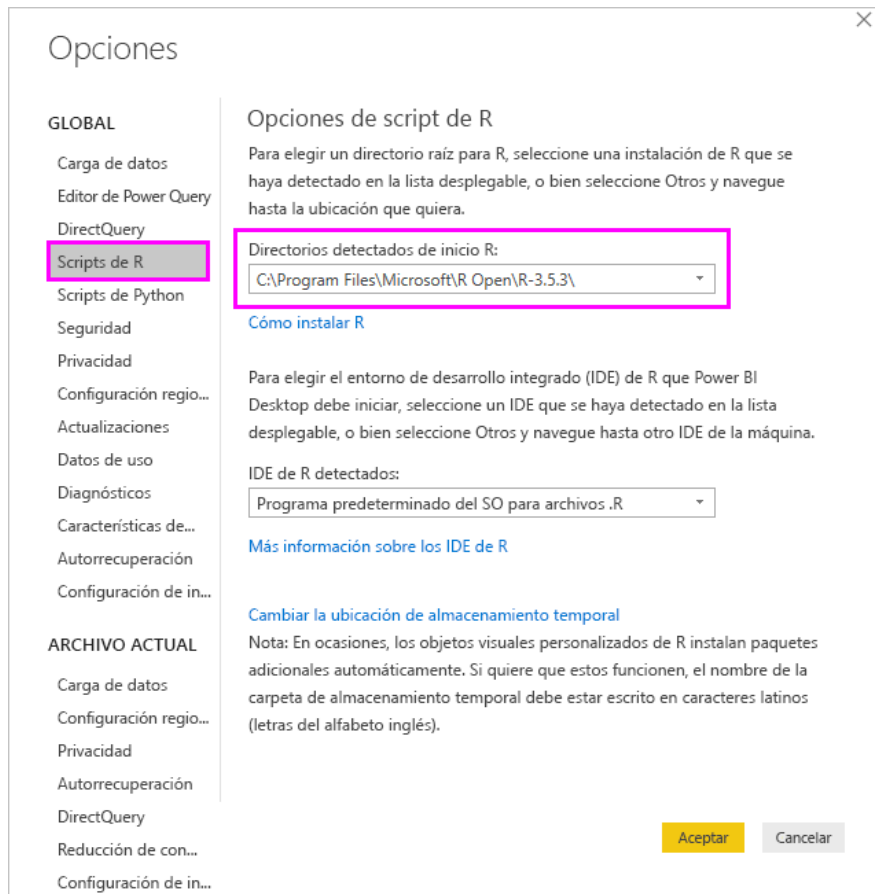 Opciones
GLOBAL
Carga de datos
Editor de Power Query
DirectQuery
Scripts de R
Scripts de Python
Seguridad
Privacidad
Configuración regio...
Actualizaciones
Datos de uso
Diagnósticos
Características de...
Autorrecuperación
Configuración de in...
ARCHIVO ACTUAL
Carga de datos
Configuración regio...
Privacidad
Autorrecuperación
DirectQuery
Reducción de con...
Configuración de in...
Opciones de script de R
Para elegir un directorio raíz para R, seleccione una instalación de R que se
haya detectado en la lista desplegable, o bien seleccione Otros y navegue
hasta la ubicación que quiera.
Directorios detectados de inicio R:
C:\Program Files\Microsoft\R Open\R-3.5.3\
Cómo instalar R
Para elegir el entorno de desarrollo integrado (IDE) de R que Power BI
Desktop debe iniciar, seleccione un IDE que se haya detectado en la lista
desplegable, o bien seleccione Otros y navegue hasta otro IDE de la máquina.
IDE de R detectados:
Programa predeterminado del SO para archivos .R
Más información sobre los IDE de R
Cambiar la ubicación de almacenamiento temporal
Nota: En ocasiones, los objetos visuales personalizados de R instalan paquetes
adicionales automáticamente. Si quiere que estos funcionen, el nombre de la
carpeta de almacenamiento temporal debe estar escrito en caracteres latinos
(letras del alfabeto inglés).
Aceptar
Cancelar